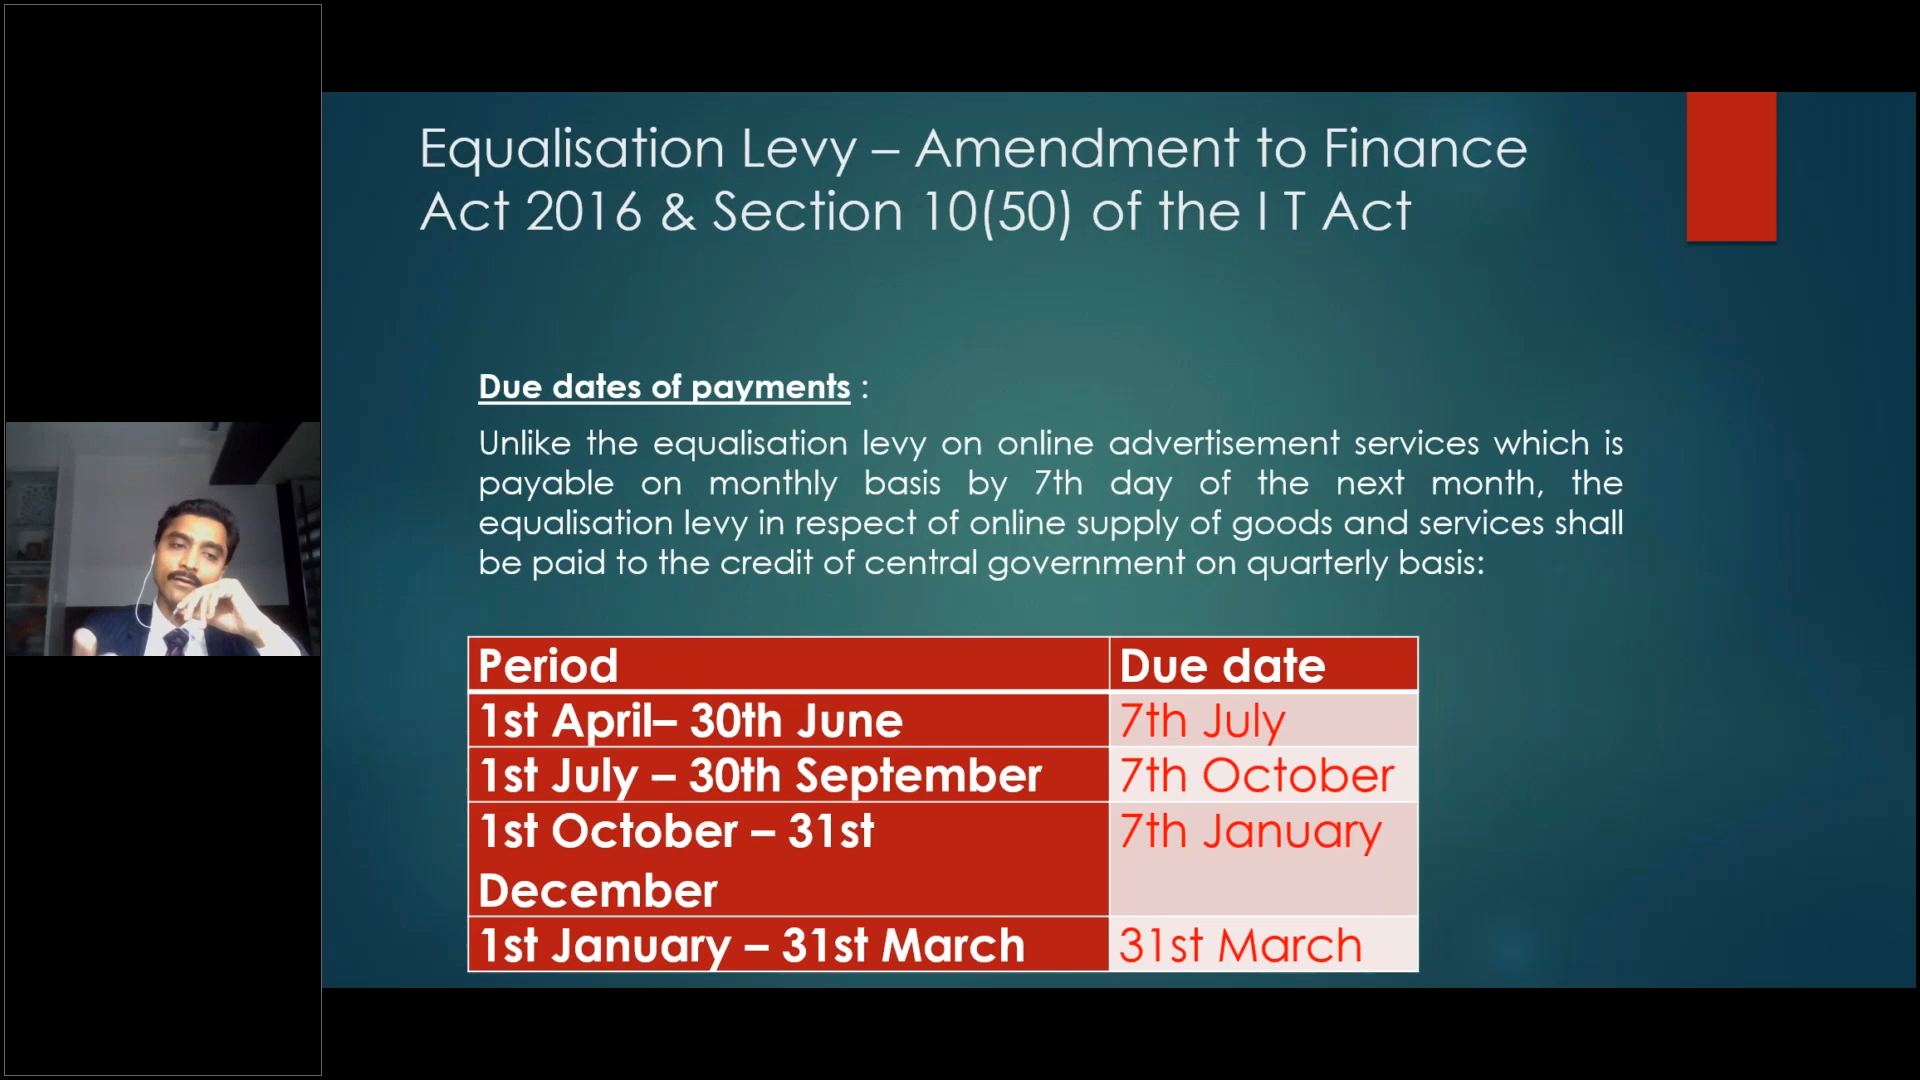 Equalisation Levy – Amendment to Finance
Act 2016 & Section 10(50) of the I T Act
Due dates of payments :
Unlike the equalisation levy on online advertisement services which is
payable on monthly basis by 7th day of the next month, the
equalisation levy in respect of online supply of goods and services shall
be paid to the credit of central government on quarterly basis:
Period Due date
1st April– 30th June 7th July
1st July – 30th September 7th October
1st October – 31st 7th January
December
1st January – 31st March 31st March